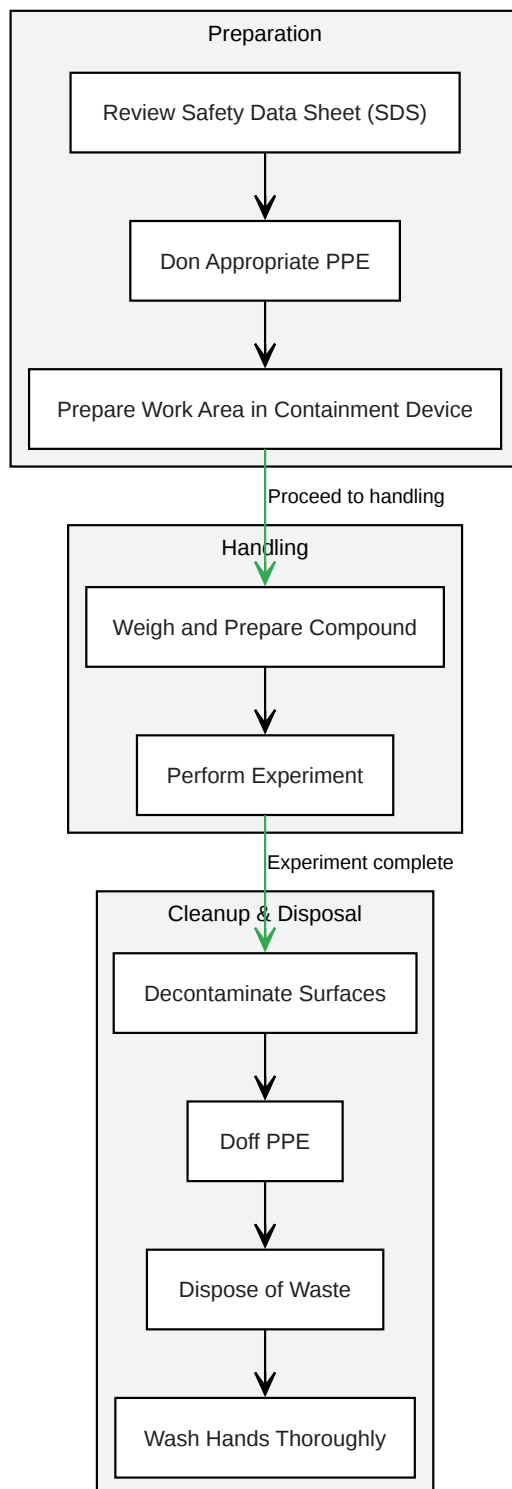 Preparation
Review Safety Data Sheet (SDS)
Don Appropriate PPE
Prepare Work Area in Containment Device
Proceed to handling
Handling
Weigh and Prepare Compound
Perform Experiment
Experiment complete
Cleanup & Disposal
Decontaminate Surfaces
Doff PPE
Dispose of Waste
Wash Hands Thoroughly